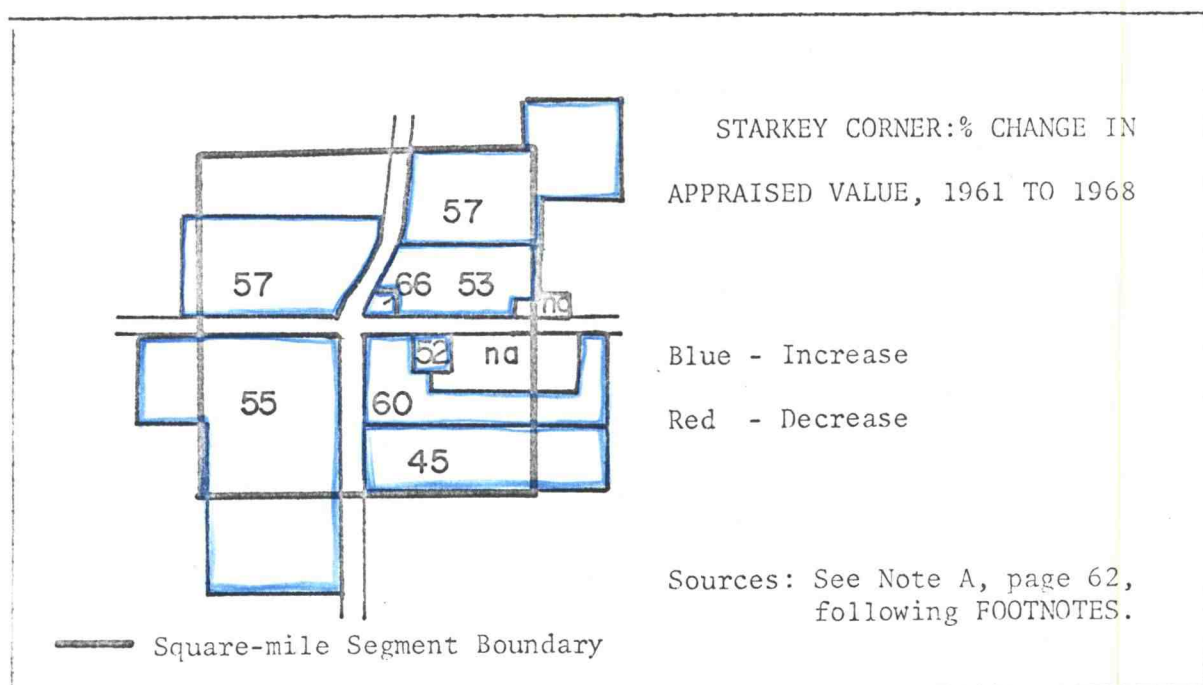 STARKEY CORNER:% CHANGE IN
APPRAISED VALUE, 1961 TO 1968
57
57
66 53
na
52 na
55
60
45
Blue - Increase
Red - Decrease
Sources: See Note A, page 62,
following FOOTNOTES.
Square-mile Segment Boundary